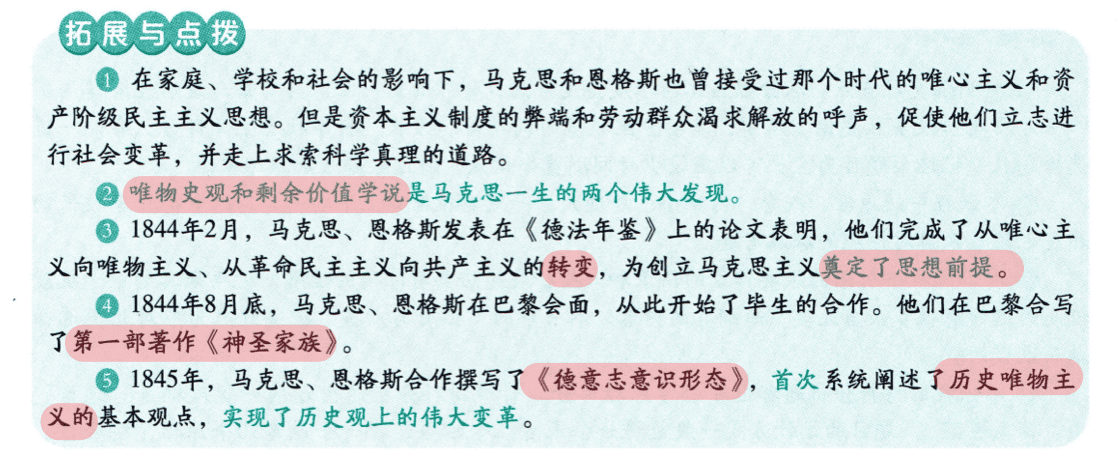 拓展与点拨
① 在家庭、学校和社会的影响下，马克思和恩格斯也曾接受过那个时代的唯心主义和资
产阶级民主主义思想。但是资本主义制度的弊端和劳动群众渴求解放的呼声，促使他们立志进
行社会变革，并走上求索科学真理的道路。
② 唯物史观和剩余价值学说是马克思一生的两个伟大发现。
③ 1844年2月，马克思、恩格斯发表在《德法年鉴》上的论文表明，他们完成了从唯心主
义向唯物主义、从革命民主主义向共产主义的转变，为创立马克思主义奠定了思想前提。
④ 1844年8月底，马克思、恩格斯在巴黎会面，从此开始了毕生的合作。他们在巴黎合写
了第一部著作《神圣家族》。
⑤ 1845年，马克思、恩格斯合作撰写了《德意志意识形态》，首次系统阐述了历史唯物主
义的基本观点，实现了历史观上的伟大变革。